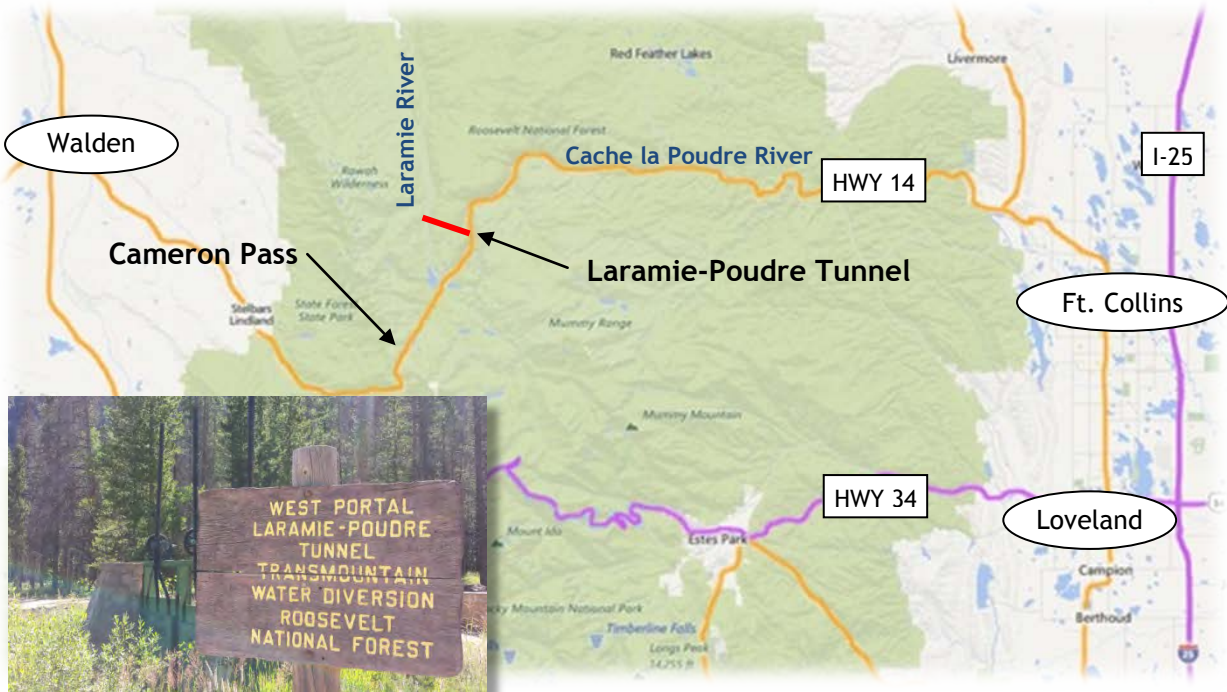 Red Feather Lakes
Livermore
Laramie River
Walden
Roosevelt National Forest
Cache la Poudre River
I-25
HWY 14
Rawah
Wilderness
Cameron Pass
Laramie-Poudre Tunnel
Ft. Collins
State Forest
State Park
Lindland
Mummy Range
Mummy Mountain
WEST PORTAL
LARAMIE-POUDRE
TUNNEL
TRANSMOUNTAIN
WATER DIVERSION
ROOSEVELT
NATIONAL FOREST
HWY 34
Loveland
Mount Ida
Estes Park
Campion
Mountain National Park
Berthoud
Timberline Falls
Longs Peak
14,255 ft
25